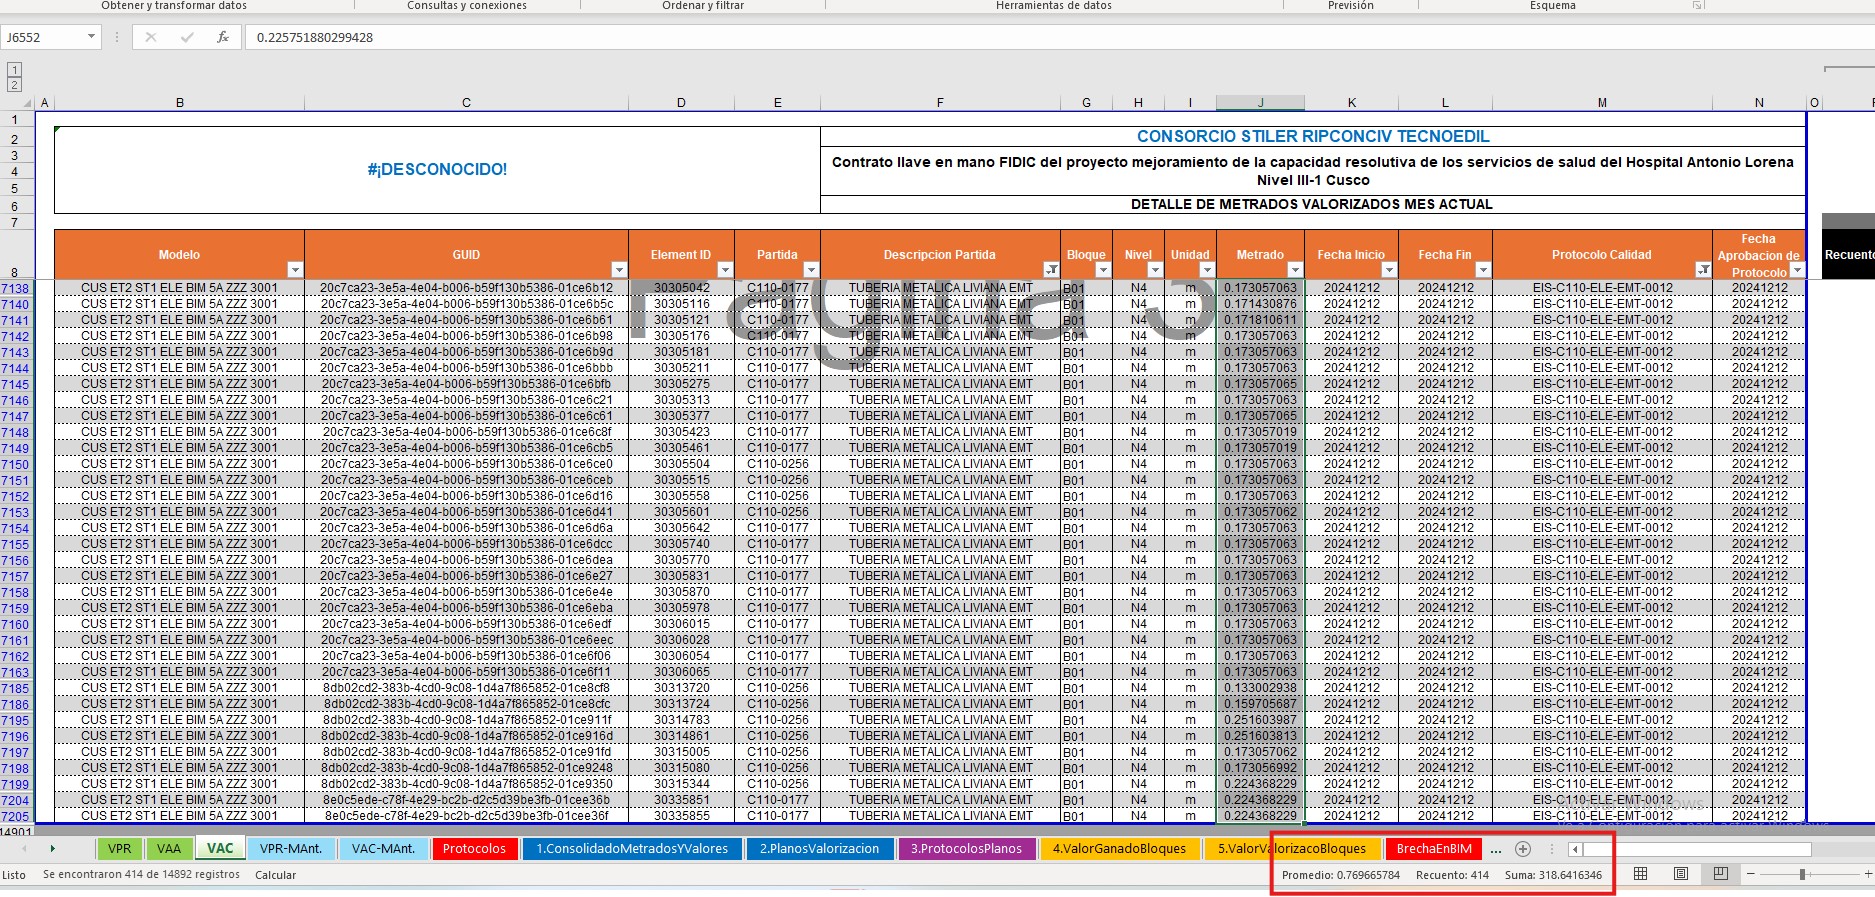 Obtener y transformar datos Consultas y conexiones Ordenar y filtrar Herramientas de datos Previsión Esquema
J6552 fx 0.225751880299428
1
2
A B C D E F G H I J K L M N O
1
2 CONSORCIO STILER RIPCONCIV TECNOEDIL
3
4 #¡DESCONOCIDO! Contrato llave en mano FIDIC del proyecto mejoramiento de la capacidad resolutiva de los servicios de salud del Hospital Antonio Lorena
5 Nivel III-1 Cusco
6 DETALLE DE METRADOS VALORIZADOS MES ACTUAL
7
8 Modelo GUID Element ID Partida Descripcion Partida Bloque Nivel Unidad Metrado Fecha Inicio Fecha Fin Protocolo Calidad Fecha Aprobacion de Protocolo
Página 3
7138 CUS ET2 ST1 ELE BIM 5A ZZZ 3001 20c7ca23-3e5a-4e04-b006-b59f130b5386-01ce6b12 30305042 C110-0177 TUBERIA METALICA LIVIANA EMT B01 N4 m 0.173057063 20241212 20241212 EIS-C110-ELE-EMT-0012 20241212
7140 CUS ET2 ST1 ELE BIM 5A ZZZ 3001 20c7ca23-3e5a-4e04-b006-b59f130b5386-01ce6b5c 30305116 C110-0177 TUBERIA METALICA LIVIANA EMT B01 N4 m 0.171430876 20241212 20241212 EIS-C110-ELE-EMT-0012 20241212
7141 CUS ET2 ST1 ELE BIM 5A ZZZ 3001 20c7ca23-3e5a-4e04-b006-b59f130b5386-01ce6b61 30305121 C110-0177 TUBERIA METALICA LIVIANA EMT B01 N4 m 0.171810611 20241212 20241212 EIS-C110-ELE-EMT-0012 20241212
7142 CUS ET2 ST1 ELE BIM 5A ZZZ 3001 20c7ca23-3e5a-4e04-b006-b59f130b5386-01ce6b98 30305176 C110-0177 TUBERIA METALICA LIVIANA EMT B01 N4 m 0.173057063 20241212 20241212 EIS-C110-ELE-EMT-0012 20241212
7143 CUS ET2 ST1 ELE BIM 5A ZZZ 3001 20c7ca23-3e5a-4e04-b006-b59f130b5386-01ce6b9d 30305181 C110-0177 TUBERIA METALICA LIVIANA EMT B01 N4 m 0.173057063 20241212 20241212 EIS-C110-ELE-EMT-0012 20241212
7144 CUS ET2 ST1 ELE BIM 5A ZZZ 3001 20c7ca23-3e5a-4e04-b006-b59f130b5386-01ce6bbb 30305211 C110-0177 TUBERIA METALICA LIVIANA EMT B01 N4 m 0.173057063 20241212 20241212 EIS-C110-ELE-EMT-0012 20241212
7145 CUS ET2 ST1 ELE BIM 5A ZZZ 3001 20c7ca23-3e5a-4e04-b006-b59f130b5386-01ce6bfb 30305275 C110-0177 TUBERIA METALICA LIVIANA EMT B01 N4 m 0.173057065 20241212 20241212 EIS-C110-ELE-EMT-0012 20241212
7146 CUS ET2 ST1 ELE BIM 5A ZZZ 3001 20c7ca23-3e5a-4e04-b006-b59f130b5386-01ce6c21 30305313 C110-0177 TUBERIA METALICA LIVIANA EMT B01 N4 m 0.173057063 20241212 20241212 EIS-C110-ELE-EMT-0012 20241212
7147 CUS ET2 ST1 ELE BIM 5A ZZZ 3001 20c7ca23-3e5a-4e04-b006-b59f130b5386-01ce6c61 30305377 C110-0177 TUBERIA METALICA LIVIANA EMT B01 N4 m 0.173057065 20241212 20241212 EIS-C110-ELE-EMT-0012 20241212
7148 CUS ET2 ST1 ELE BIM 5A ZZZ 3001 20c7ca23-3e5a-4e04-b006-b59f130b5386-01ce6c8f 30305423 C110-0177 TUBERIA METALICA LIVIANA EMT B01 N4 m 0.173057019 20241212 20241212 EIS-C110-ELE-EMT-0012 20241212
7149 CUS ET2 ST1 ELE BIM 5A ZZZ 3001 20c7ca23-3e5a-4e04-b006-b59f130b5386-01ce6cb5 30305461 C110-0177 TUBERIA METALICA LIVIANA EMT B01 N4 m 0.173057019 20241212 20241212 EIS-C110-ELE-EMT-0012 20241212
7150 CUS ET2 ST1 ELE BIM 5A ZZZ 3001 20c7ca23-3e5a-4e04-b006-b59f130b5386-01ce6ce0 30305504 C110-0256 TUBERIA METALICA LIVIANA EMT B01 N4 m 0.173057063 20241212 20241212 EIS-C110-ELE-EMT-0012 20241212
7151 CUS ET2 ST1 ELE BIM 5A ZZZ 3001 20c7ca23-3e5a-4e04-b006-b59f130b5386-01ce6ceb 30305515 C110-0256 TUBERIA METALICA LIVIANA EMT B01 N4 m 0.173057063 20241212 20241212 EIS-C110-ELE-EMT-0012 20241212
7152 CUS ET2 ST1 ELE BIM 5A ZZZ 3001 20c7ca23-3e5a-4e04-b006-b59f130b5386-01ce6d16 30305558 C110-0256 TUBERIA METALICA LIVIANA EMT B01 N4 m 0.173057063 20241212 20241212 EIS-C110-ELE-EMT-0012 20241212
7153 CUS ET2 ST1 ELE BIM 5A ZZZ 3001 20c7ca23-3e5a-4e04-b006-b59f130b5386-01ce6d41 30305601 C110-0256 TUBERIA METALICA LIVIANA EMT B01 N4 m 0.173057062 20241212 20241212 EIS-C110-ELE-EMT-0012 20241212
7154 CUS ET2 ST1 ELE BIM 5A ZZZ 3001 20c7ca23-3e5a-4e04-b006-b59f130b5386-01ce6d6a 30305642 C110-0177 TUBERIA METALICA LIVIANA EMT B01 N4 m 0.173057063 20241212 20241212 EIS-C110-ELE-EMT-0012 20241212
7155 CUS ET2 ST1 ELE BIM 5A ZZZ 3001 20c7ca23-3e5a-4e04-b006-b59f130b5386-01ce6dcc 30305740 C110-0177 TUBERIA METALICA LIVIANA EMT B01 N4 m 0.173057063 20241212 20241212 EIS-C110-ELE-EMT-0012 20241212
7156 CUS ET2 ST1 ELE BIM 5A ZZZ 3001 20c7ca23-3e5a-4e04-b006-b59f130b5386-01ce6dea 30305770 C110-0177 TUBERIA METALICA LIVIANA EMT B01 N4 m 0.173057063 20241212 20241212 EIS-C110-ELE-EMT-0012 20241212
7157 CUS ET2 ST1 ELE BIM 5A ZZZ 3001 20c7ca23-3e5a-4e04-b006-b59f130b5386-01ce6e27 30305831 C110-0177 TUBERIA METALICA LIVIANA EMT B01 N4 m 0.173057063 20241212 20241212 EIS-C110-ELE-EMT-0012 20241212
7158 CUS ET2 ST1 ELE BIM 5A ZZZ 3001 20c7ca23-3e5a-4e04-b006-b59f130b5386-01ce6e4e 30305870 C110-0177 TUBERIA METALICA LIVIANA EMT B01 N4 m 0.173057063 20241212 20241212 EIS-C110-ELE-EMT-0012 20241212
7159 CUS ET2 ST1 ELE BIM 5A ZZZ 3001 20c7ca23-3e5a-4e04-b006-b59f130b5386-01ce6eba 30305978 C110-0177 TUBERIA METALICA LIVIANA EMT B01 N4 m 0.173057063 20241212 20241212 EIS-C110-ELE-EMT-0012 20241212
7160 CUS ET2 ST1 ELE BIM 5A ZZZ 3001 20c7ca23-3e5a-4e04-b006-b59f130b5386-01ce6edf 30306015 C110-0177 TUBERIA METALICA LIVIANA EMT B01 N4 m 0.173057063 20241212 20241212 EIS-C110-ELE-EMT-0012 20241212
7161 CUS ET2 ST1 ELE BIM 5A ZZZ 3001 20c7ca23-3e5a-4e04-b006-b59f130b5386-01ce6eec 30306028 C110-0177 TUBERIA METALICA LIVIANA EMT B01 N4 m 0.173057063 20241212 20241212 EIS-C110-ELE-EMT-0012 20241212
7162 CUS ET2 ST1 ELE BIM 5A ZZZ 3001 20c7ca23-3e5a-4e04-b006-b59f130b5386-01ce6f06 30306054 C110-0177 TUBERIA METALICA LIVIANA EMT B01 N4 m 0.173057063 20241212 20241212 EIS-C110-ELE-EMT-0012 20241212
7163 CUS ET2 ST1 ELE BIM 5A ZZZ 3001 20c7ca23-3e5a-4e04-b006-b59f130b5386-01ce6f11 30306065 C110-0177 TUBERIA METALICA LIVIANA EMT B01 N4 m 0.173057063 20241212 20241212 EIS-C110-ELE-EMT-0012 20241212
7185 CUS ET2 ST1 ELE BIM 5A ZZZ 3001 8db02cd2-383b-4cd0-9c08-1d4a7f865852-01ce8cf8 30313720 C110-0256 TUBERIA METALICA LIVIANA EMT B01 N4 m 0.133002938 20241212 20241212 EIS-C110-ELE-EMT-0012 20241212
7186 CUS ET2 ST1 ELE BIM 5A ZZZ 3001 8db02cd2-383b-4cd0-9c08-1d4a7f865852-01ce8cfc 30313724 C110-0256 TUBERIA METALICA LIVIANA EMT B01 N4 m 0.159705687 20241212 20241212 EIS-C110-ELE-EMT-0012 20241212
7195 CUS ET2 ST1 ELE BIM 5A ZZZ 3001 8db02cd2-383b-4cd0-9c08-1d4a7f865852-01ce911f 30314783 C110-0256 TUBERIA METALICA LIVIANA EMT B01 N4 m 0.251603987 20241212 20241212 EIS-C110-ELE-EMT-0012 20241212
7196 CUS ET2 ST1 ELE BIM 5A ZZZ 3001 8db02cd2-383b-4cd0-9c08-1d4a7f865852-01ce916d 30314861 C110-0256 TUBERIA METALICA LIVIANA EMT B01 N4 m 0.251603813 20241212 20241212 EIS-C110-ELE-EMT-0012 20241212
7197 CUS ET2 ST1 ELE BIM 5A ZZZ 3001 8db02cd2-383b-4cd0-9c08-1d4a7f865852-01ce91fd 30315005 C110-0256 TUBERIA METALICA LIVIANA EMT B01 N4 m 0.173057062 20241212 20241212 EIS-C110-ELE-EMT-0012 20241212
7198 CUS ET2 ST1 ELE BIM 5A ZZZ 3001 8db02cd2-383b-4cd0-9c08-1d4a7f865852-01ce9248 30315080 C110-0256 TUBERIA METALICA LIVIANA EMT B01 N4 m 0.173056992 20241212 20241212 EIS-C110-ELE-EMT-0012 20241212
7199 CUS ET2 ST1 ELE BIM 5A ZZZ 3001 8db02cd2-383b-4cd0-9c08-1d4a7f865852-01ce9350 30315344 C110-0256 TUBERIA METALICA LIVIANA EMT B01 N4 m 0.224368229 20241212 20241212 EIS-C110-ELE-EMT-0012 20241212
7204 CUS ET2 ST1 ELE BIM 5A ZZZ 3001 8e0c5ede-c78f-4e29-bc2b-d2c5d39be3fb-01cee36b 30335851 C110-0177 TUBERIA METALICA LIVIANA EMT B01 N4 m 0.224368229 20241212 20241212 EIS-C110-ELE-EMT-0012 20241212
7205 CUS ET2 ST1 ELE BIM 5A ZZZ 3001 8e0c5ede-c78f-4e29-bc2b-d2c5d39be3fb-01cee36f 30335855 C110-0177 TUBERIA METALICA LIVIANA EMT B01 N4 m 0.224368229 20241212 20241212 EIS-C110-ELE-EMT-0012 20241212
14901
VPR VAA VAC VPR-MAnt. VAC-MAnt. Protocolos 1.ConsolidadoMetradosYValores 2.PlanosValorizacion 3.ProtocolosPlanos 4.ValorGanadoBloques 5.ValorValorizacoBloques BrechaEnBIM ...
Listo Se encontraron 414 de 14892 registros Calcular Promedio: 0.769665784 Recuento: 414 Suma: 318.6416346